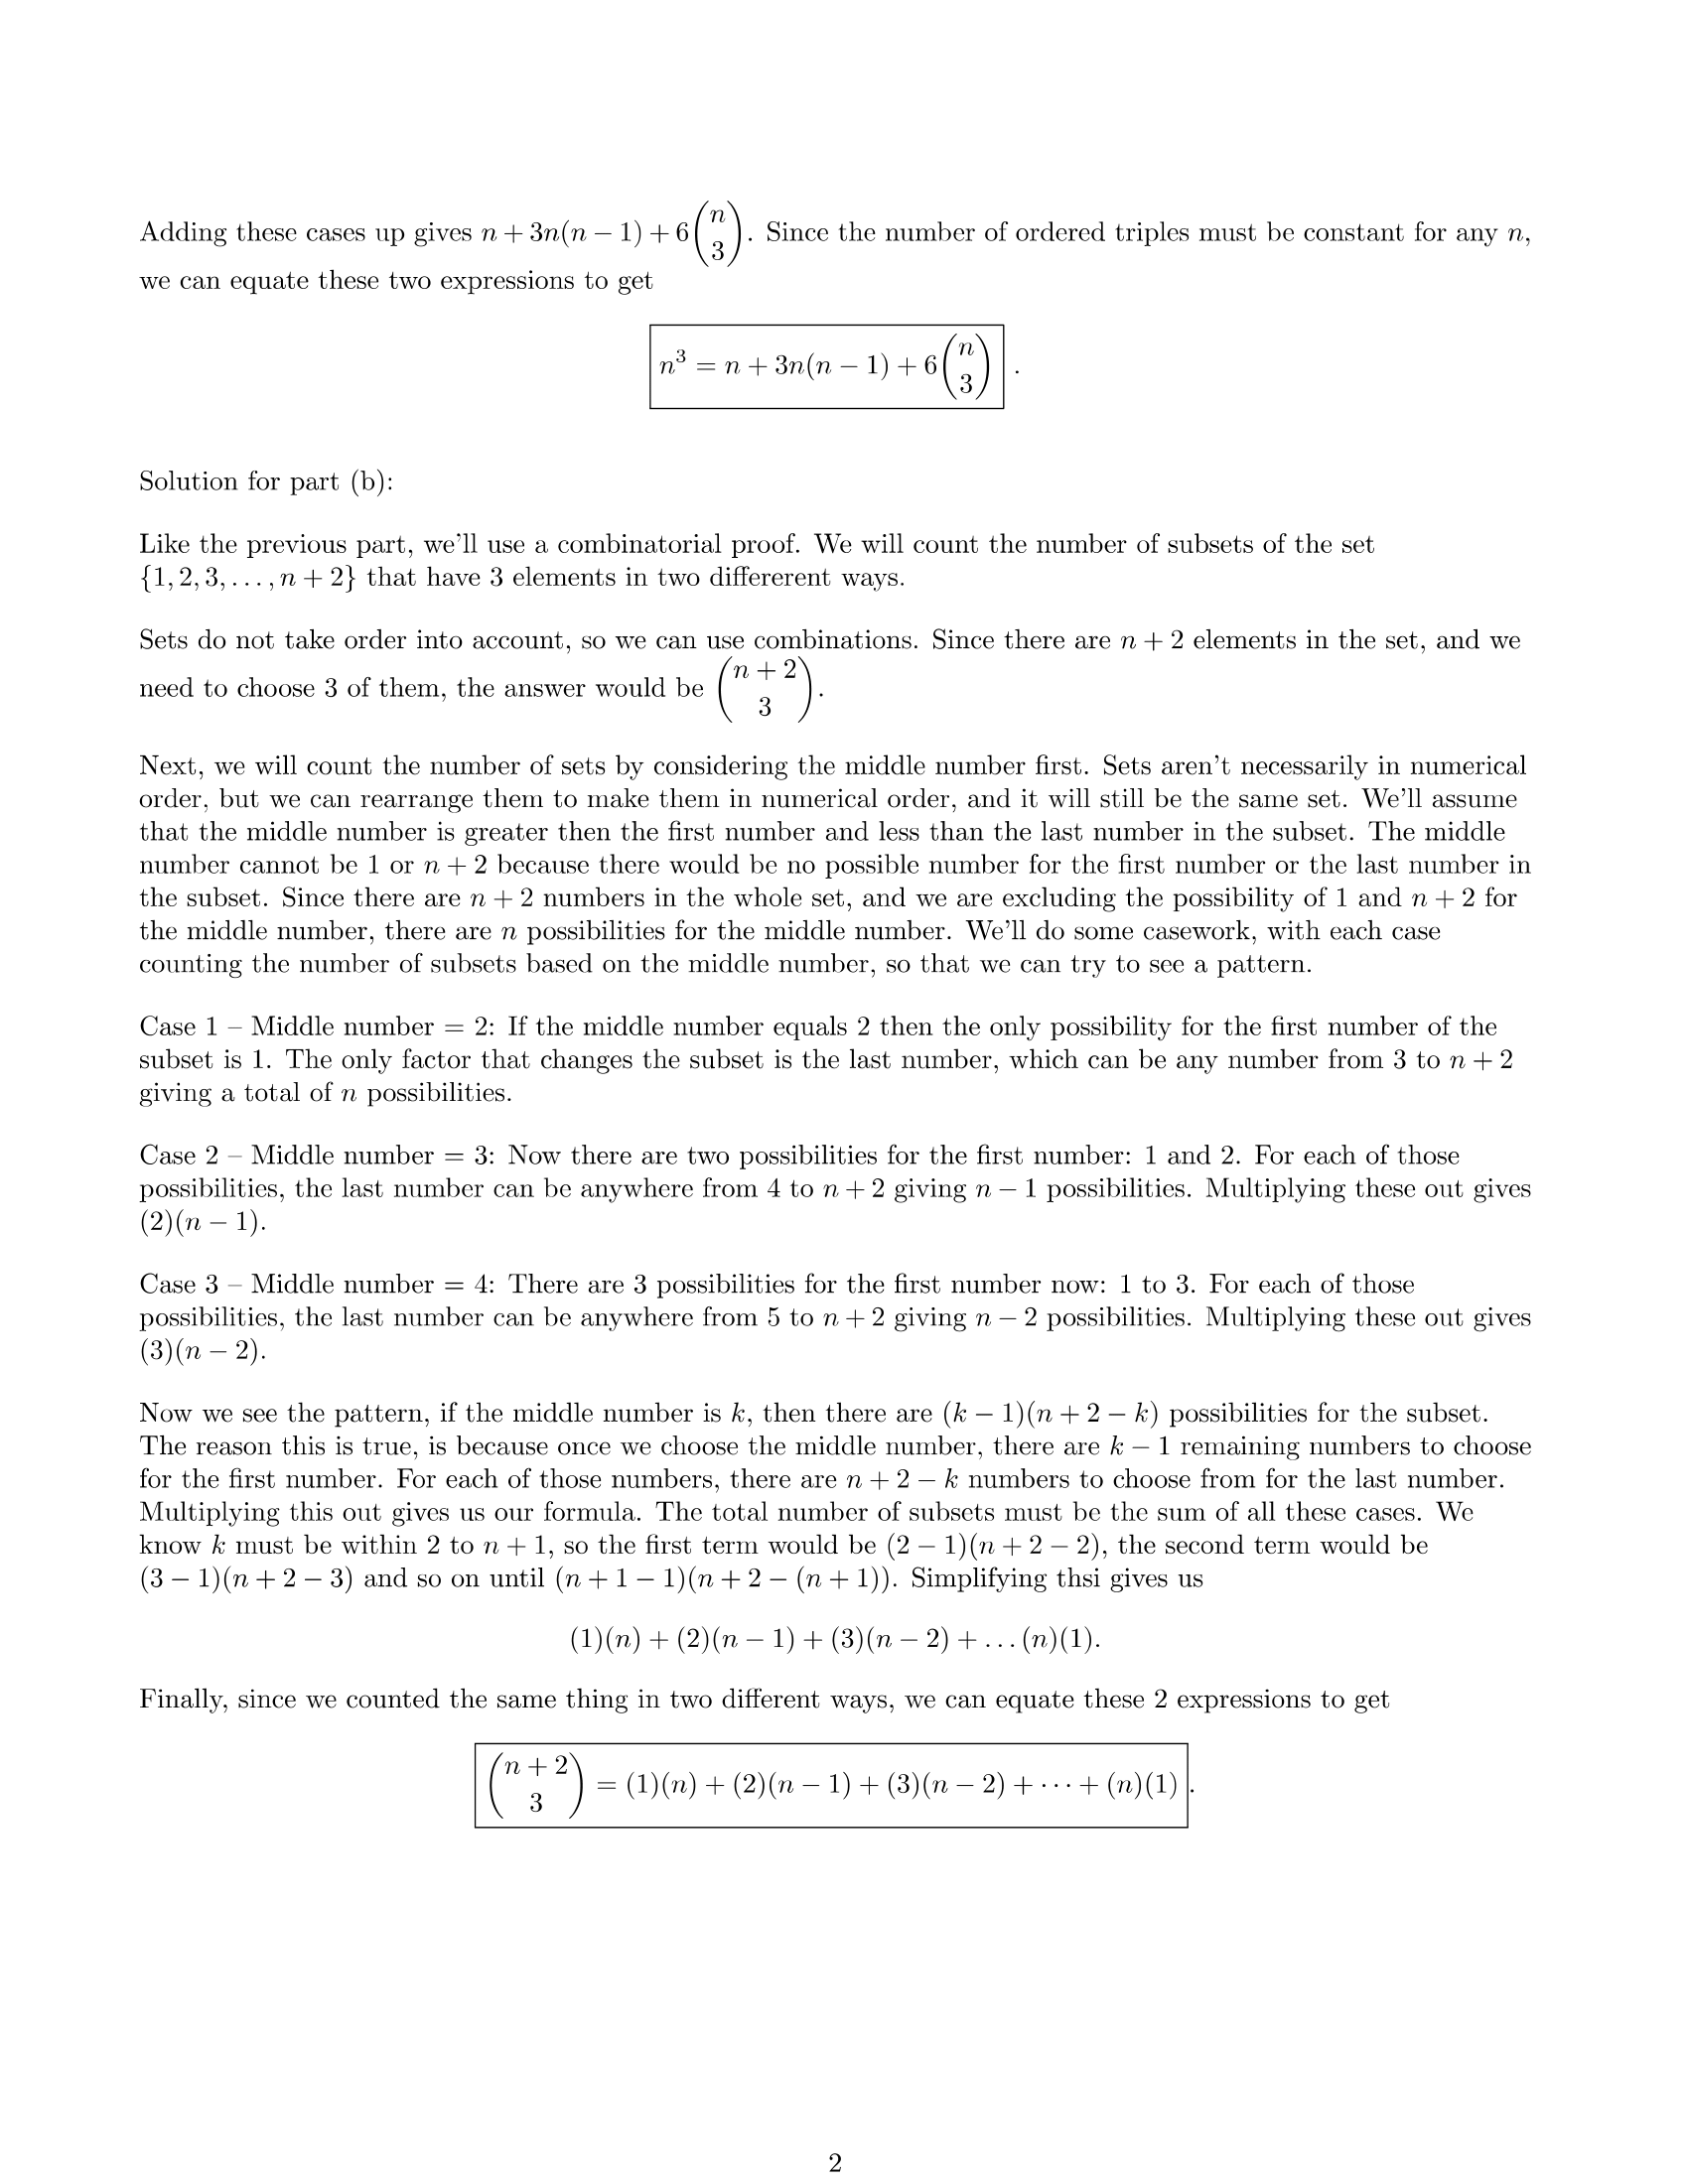 Adding these cases up gives $n + 3n(n-1) + 6\binom{n}{3}$. Since the number of ordered triples must be constant for any $n$,
we can equate these two expressions to get
$n^3 = n + 3n(n-1) + 6\binom{n}{3}$.
Solution for part (b):
Like the previous part, we'll use a combinatorial proof. We will count the number of subsets of the set
$\{1, 2, 3, \ldots, n+2\}$ that have 3 elements in two differerent ways.
Sets do not take order into account, so we can use combinations. Since there are $n+2$ elements in the set, and we
need to choose 3 of them, the answer would be $\binom{n+2}{3}$.
Next, we will count the number of sets by considering the middle number first. Sets aren't necessarily in numerical
order, but we can rearrange them to make them in numerical order, and it will still be the same set. We'll assume
that the middle number is greater then the first number and less than the last number in the subset. The middle
number cannot be 1 or $n+2$ because there would be no possible number for the first number or the last number in
the subset. Since there are $n+2$ numbers in the whole set, and we are excluding the possibility of 1 and $n+2$ for
the middle number, there are $n$ possibilities for the middle number. We'll do some casework, with each case
counting the number of subsets based on the middle number, so that we can try to see a pattern.
Case 1 – Middle number = 2: If the middle number equals 2 then the only possibility for the first number of the
subset is 1. The only factor that changes the subset is the last number, which can be any number from 3 to $n+2$
giving a total of $n$ possibilities.
Case 2 – Middle number = 3: Now there are two possibilities for the first number: 1 and 2. For each of those
possibilities, the last number can be anywhere from 4 to $n+2$ giving $n-1$ possibilities. Multiplying these out gives
$(2)(n-1)$.
Case 3 – Middle number = 4: There are 3 possibilities for the first number now: 1 to 3. For each of those
possibilities, the last number can be anywhere from 5 to $n+2$ giving $n-2$ possibilities. Multiplying these out gives
$(3)(n-2)$.
Now we see the pattern, if the middle number is $k$, then there are $(k-1)(n+2-k)$ possibilities for the subset.
The reason this is true, is because once we choose the middle number, there are $k-1$ remaining numbers to choose
for the first number. For each of those numbers, there are $n+2-k$ numbers to choose from for the last number.
Multiplying this out gives us our formula. The total number of subsets must be the sum of all these cases. We
know $k$ must be within 2 to $n+1$, so the first term would be $(2-1)(n+2-2)$, the second term would be
$(3-1)(n+2-3)$ and so on until $(n+1-1)(n+2-(n+1))$. Simplifying thsi gives us
$(1)(n) + (2)(n-1) + (3)(n-2) + \ldots (n)(1).$
Finally, since we counted the same thing in two different ways, we can equate these 2 expressions to get
$\binom{n+2}{3} = (1)(n) + (2)(n-1) + (3)(n-2) + \cdots + (n)(1)$.
2